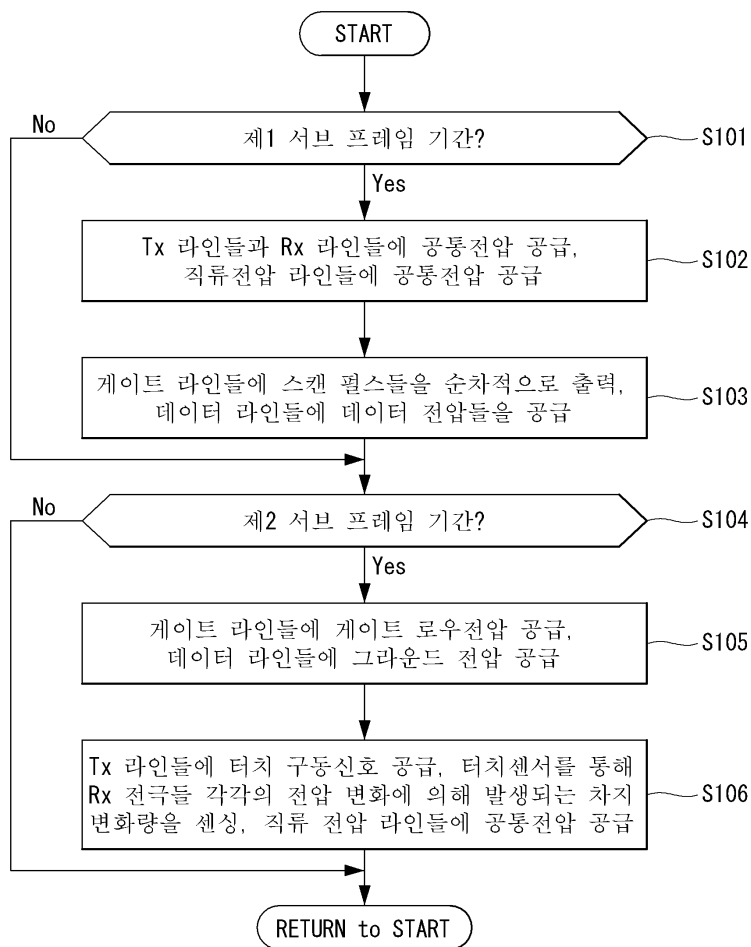 START
No
제1 서브 프레임 기간?
S101
Yes
Tx 라인들과 Rx 라인들에 공통전압 공급,
직류전압 라인들에 공통전압 공급
S102
게이트 라인들에 스캔 펄스들을 순차적으로 출력,
데이터 라인들에 데이터 전압들을 공급
S103
No
제2 서브 프레임 기간?
S104
Yes
게이트 라인들에 게이트 로우전압 공급,
데이터 라인들에 그라운드 전압 공급
S105
Tx 라인들에 터치 구동신호 공급, 터치센서를 통해
Rx 전극들 각각의 전압 변화에 의해 발생되는 차지
변화량을 센싱, 직류 전압 라인들에 공통전압 공급
S106
RETURN to START